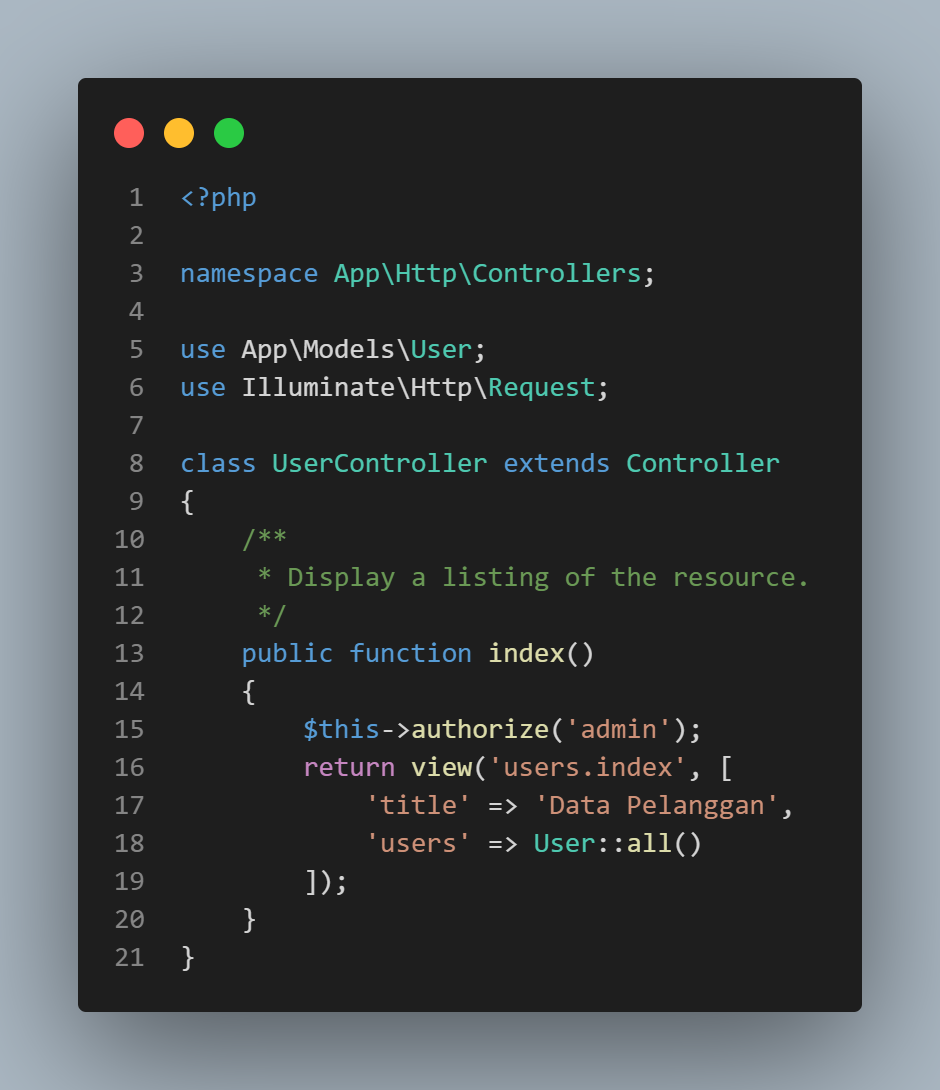 1 <?php
2
3 namespace App\Http\Controllers;
4
5 use App\Models\User;
6 use Illuminate\Http\Request;
7
8 class UserController extends Controller
9 {
10     /**
11      * Display a listing of the resource.
12      */
13     public function index()
14     {
15         $this->authorize('admin');
16         return view('users.index', [
17             'title' => 'Data Pelanggan',
18             'users' => User::all()
19         ]);
20     }
21 }